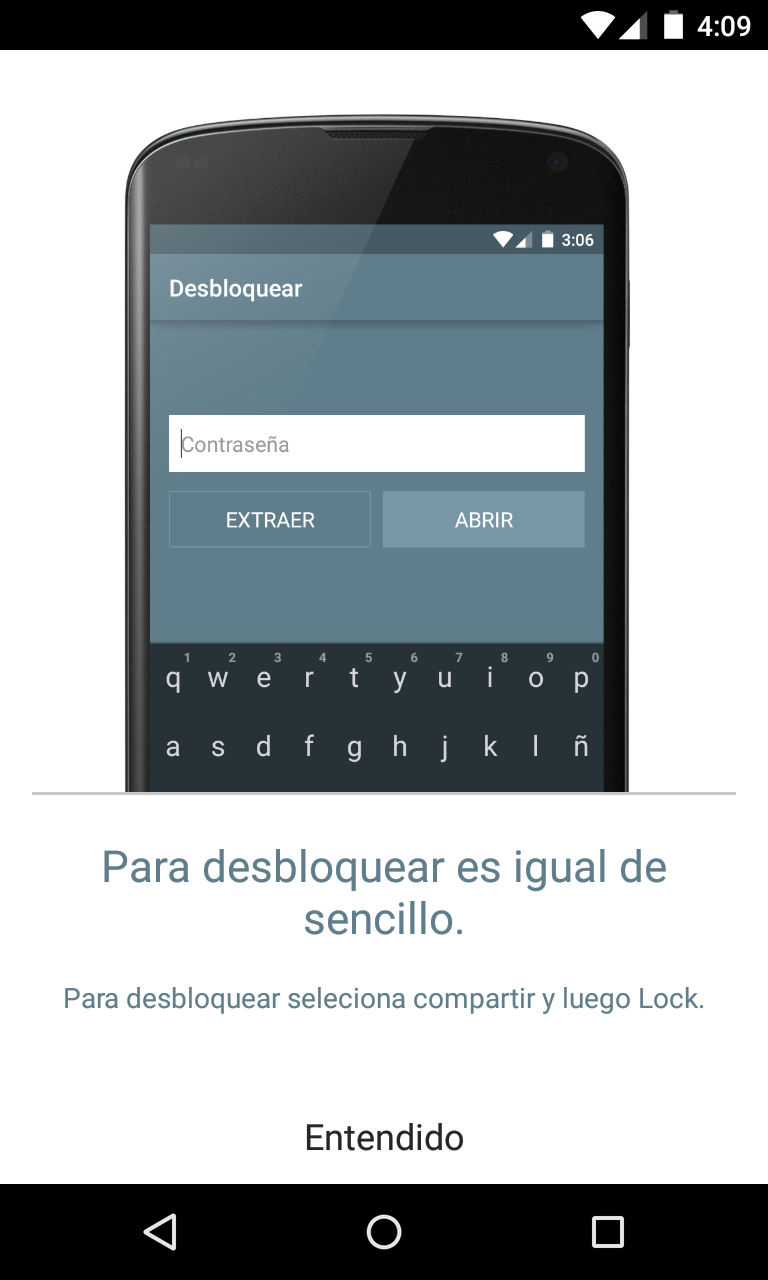 4:09
3:06
Desbloquear
Contraseña
EXTRAER ABRIR
1 2 3 4 5 6 7 8 9 0
q w e r t y u i o p
a s d f g h j k l ñ
Para desbloquear es igual de
sencillo.
Para desbloquear seleciona compartir y luego Lock.
Entendido